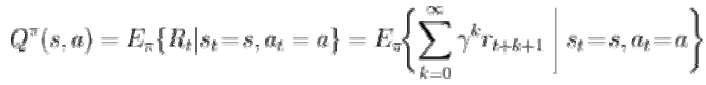 Q^π(s, a) = E_π{R_t|s_t=s, a_t = a} = E_π{∑_{k=0}^{∞} γ^k r_{t+k+1} | s_t=s, a_t=a}